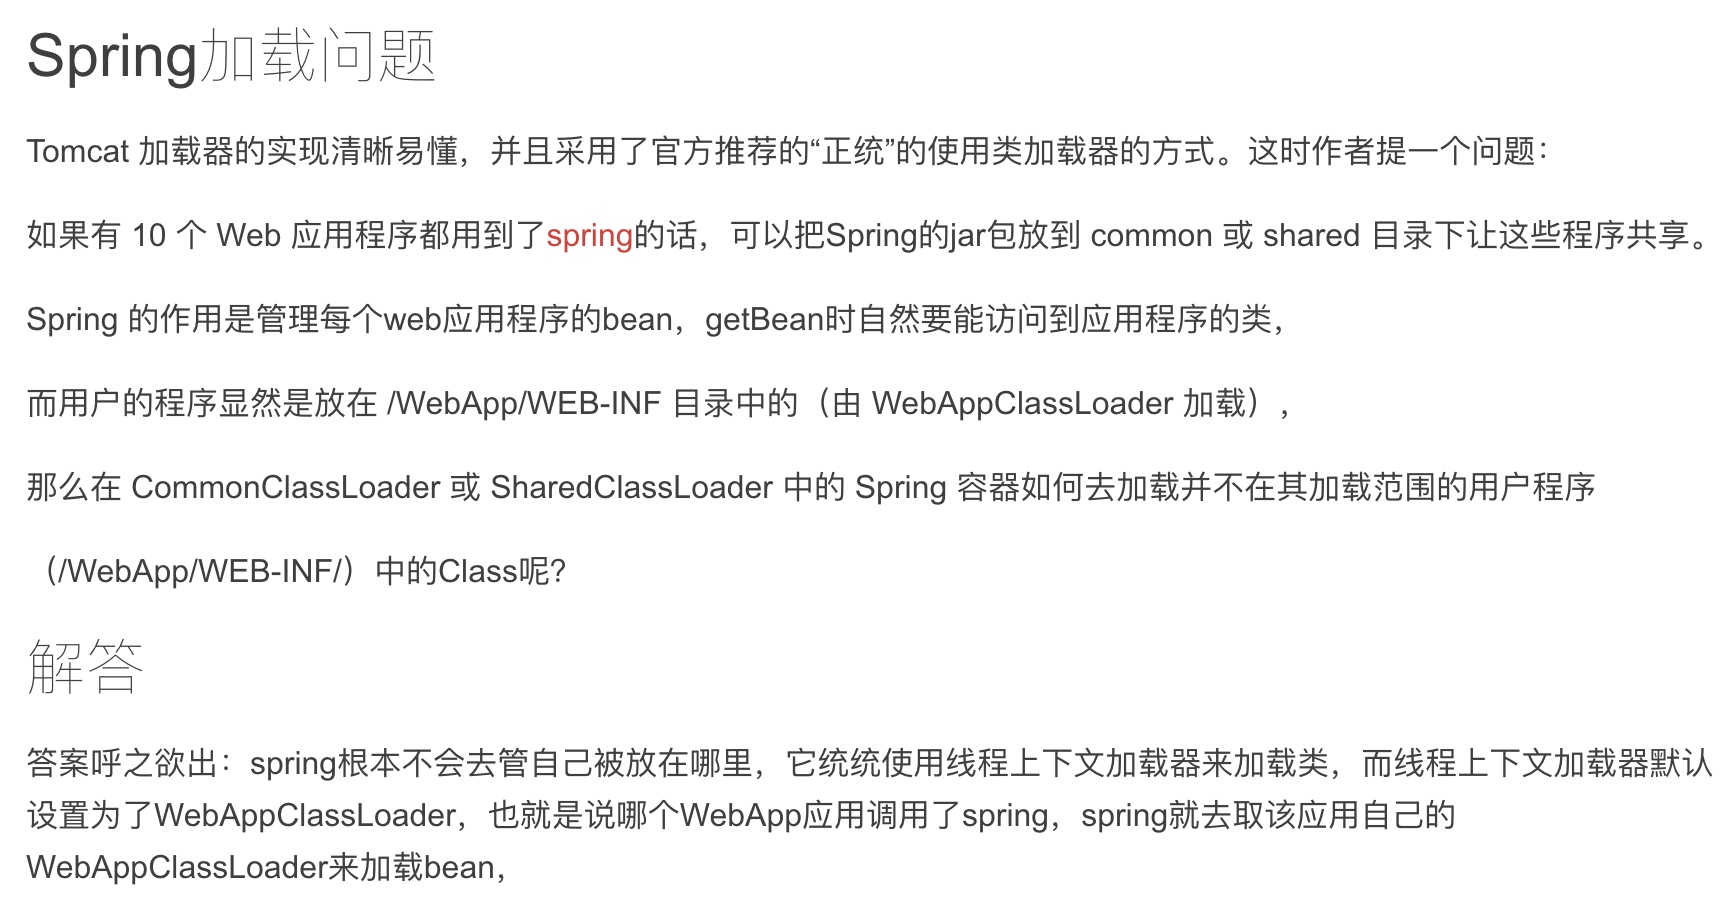 Spring加载问题
Tomcat 加载器的实现清晰易懂，并且采用了官方推荐的“正统”的使用类加载器的方式。这时作者提一个问题：
如果有 10 个 Web 应用程序都用到了spring的话，可以把Spring的jar包放到 common 或 shared 目录下让这些程序共享。
Spring 的作用是管理每个web应用程序的bean，getBean时自然要能访问到应用程序的类，
而用户的程序显然是放在 /WebApp/WEB-INF 目录中的（由 WebAppClassLoader 加载），
那么在 CommonClassLoader 或 SharedClassLoader 中的 Spring 容器如何去加载并不在其加载范围的用户程序
（/WebApp/WEB-INF/）中的Class呢？
解答
答案呼之欲出：spring根本不会去管自己被放在哪里，它统统使用线程上下文加载器来加载类，而线程上下文加载器默认
设置为了WebAppClassLoader，也就是说哪个WebApp应用调用了spring，spring就去取该应用自己的
WebAppClassLoader来加载bean，